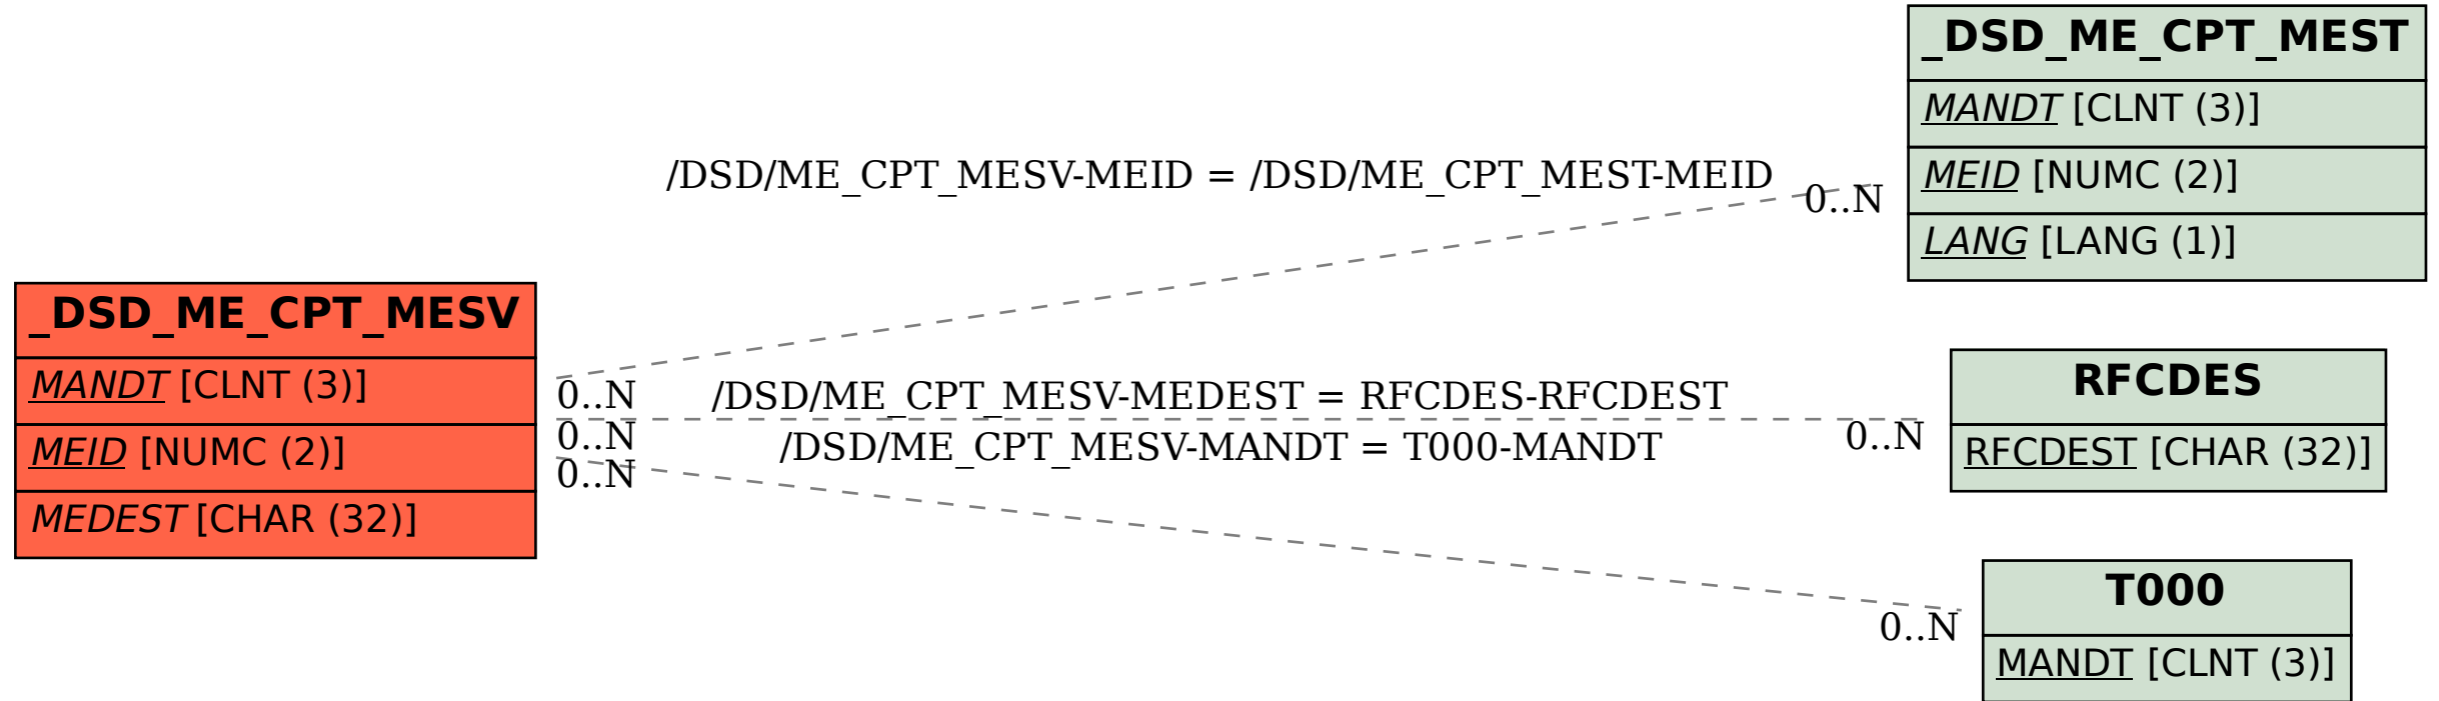 _DSD_ME_CPT_MEST
MANDT [CLNT (3)]
MEID [NUMC (2)]
LANG [LANG (1)]
/DSD/ME_CPT_MESV-MEID = /DSD/ME_CPT_MEST-MEID
0..N
_DSD_ME_CPT_MESV
MANDT [CLNT (3)]
MEID [NUMC (2)]
MEDEST [CHAR (32)]
0..N
0..N
0..N
/DSD/ME_CPT_MESV-MEDEST = RFCDES-RFCDEST
/DSD/ME_CPT_MESV-MANDT = T000-MANDT
0..N
RFCDES
RFCDEST [CHAR (32)]
0..N
T000
MANDT [CLNT (3)]